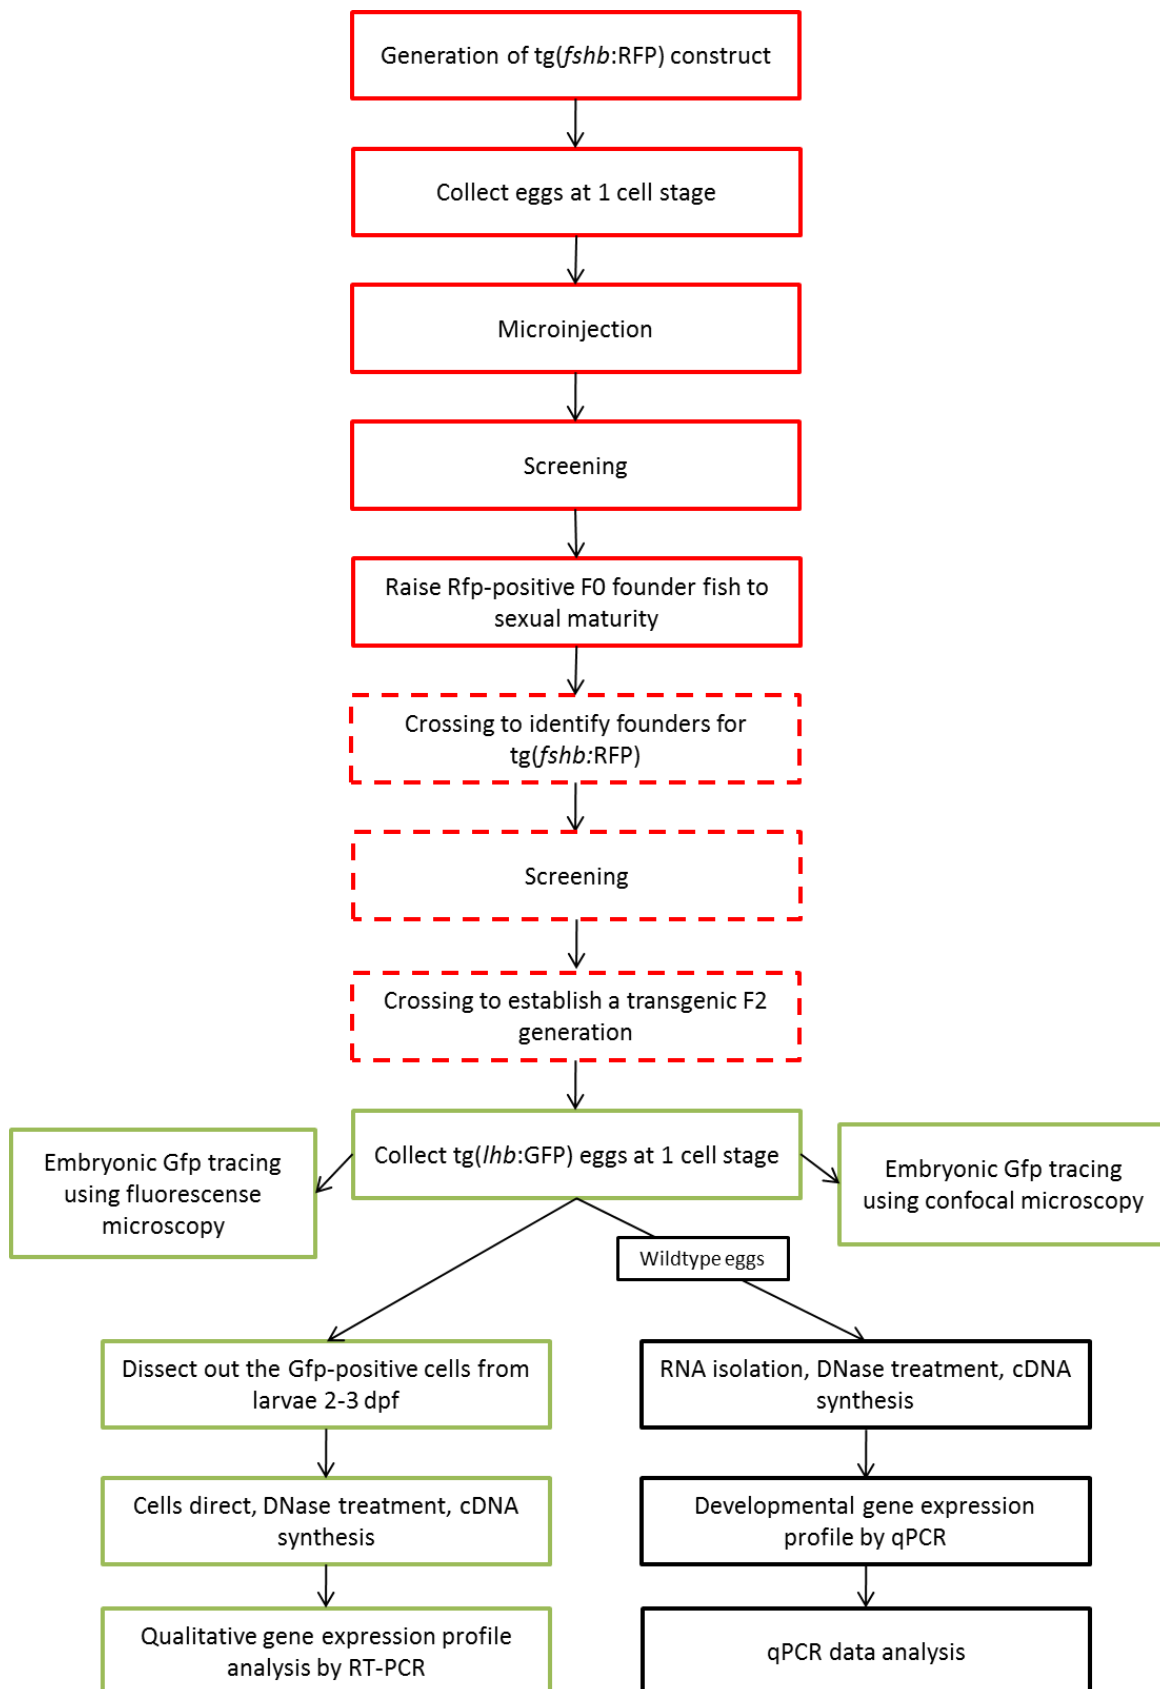 Generation of tg(fshb:RFP) construct
Collect eggs at 1 cell stage
Microinjection
Screening
Raise Rfp-positive F0 founder fish to
sexual maturity
Crossing to identify founders for
tg(fshb:RFP)
Screening
Crossing to establish a transgenic F2
generation
Collect tg(lhb:GFP) eggs at 1 cell stage
Embryonic Gfp tracing
using fluorescense
microscopy
Embryonic Gfp tracing
using confocal microscopy
Wildtype eggs
Dissect out the Gfp-positive cells from
larvae 2-3 dpf
RNA isolation, DNase treatment, cDNA
synthesis
Cells direct, DNase treatment, cDNA
synthesis
Developmental gene expression
profile by qPCR
Qualitative gene expression profile
analysis by RT-PCR
qPCR data analysis